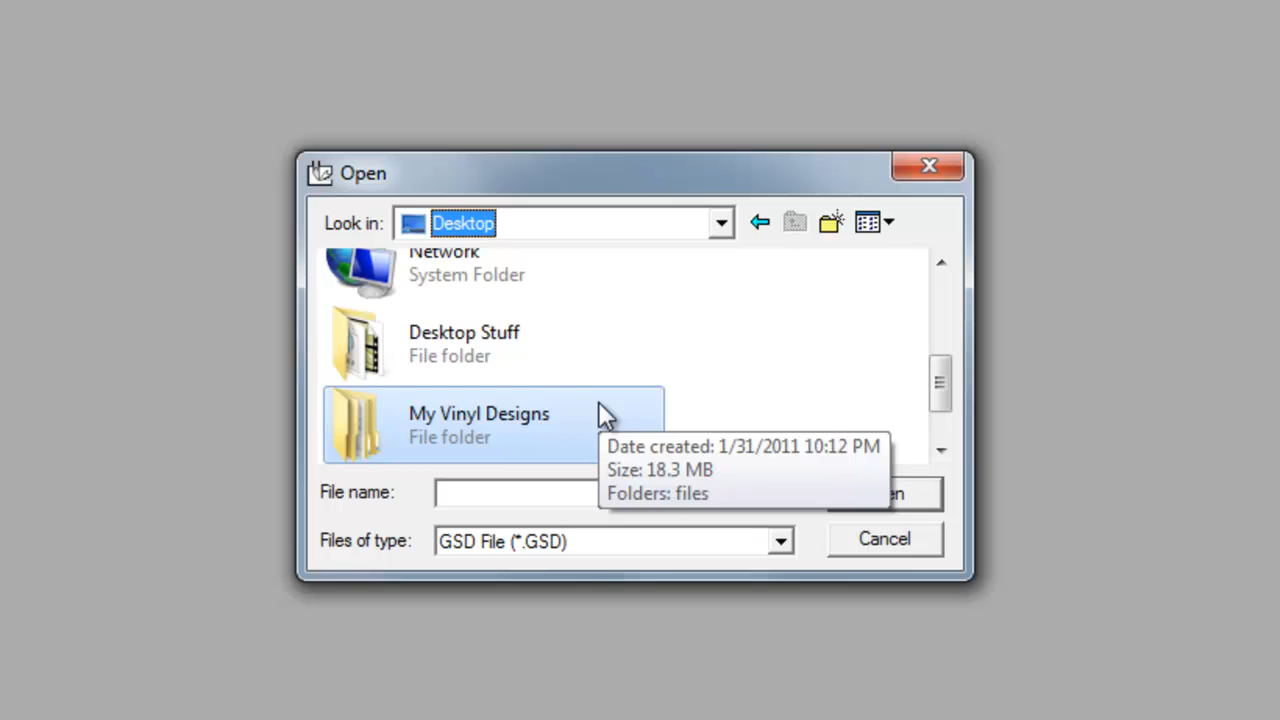 Open
Look in: Desktop
Network
System Folder
Desktop Stuff
File folder
My Vinyl Designs
File folder
Date created: 1/31/2011 10:12 PM
Size: 18.3 MB
Folders: files
File name:
Files of type: GSD File (*.GSD)
Cancel